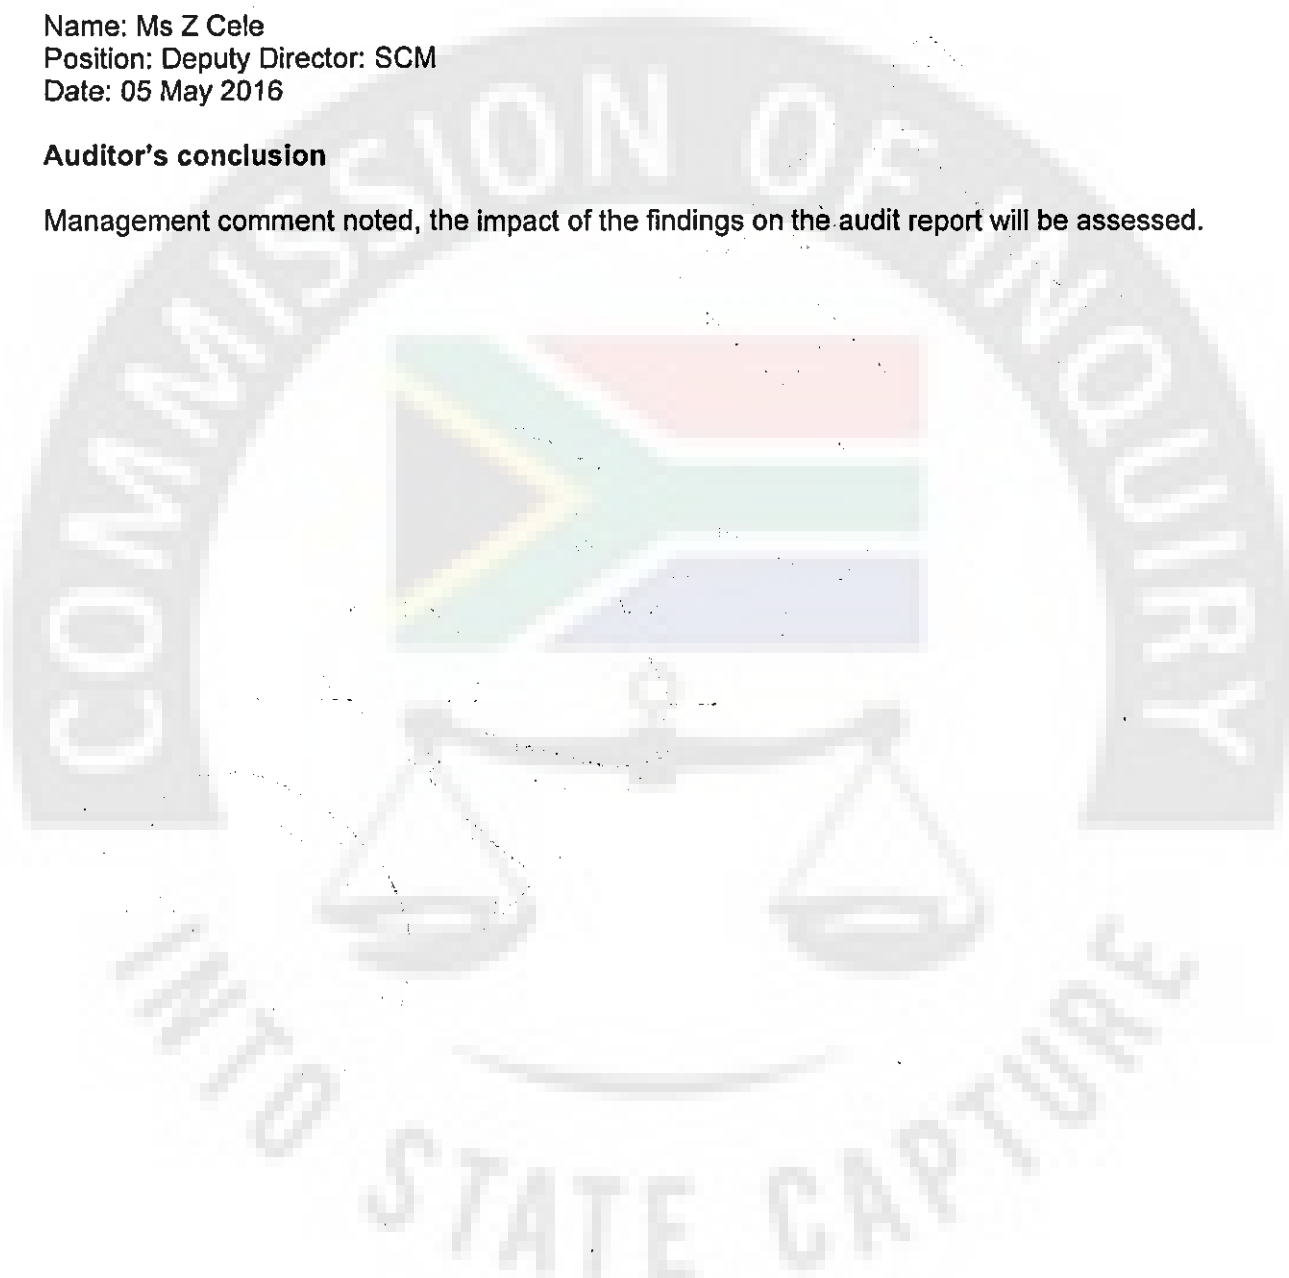 Name: Ms Z Cele
Position: Deputy Director: SCM
Date: 05 May 2016
Auditor's conclusion
Management comment noted, the impact of the findings on the audit report will be assessed.
COMMISSION OF INQUIRY
INTO STATE CAPTURE